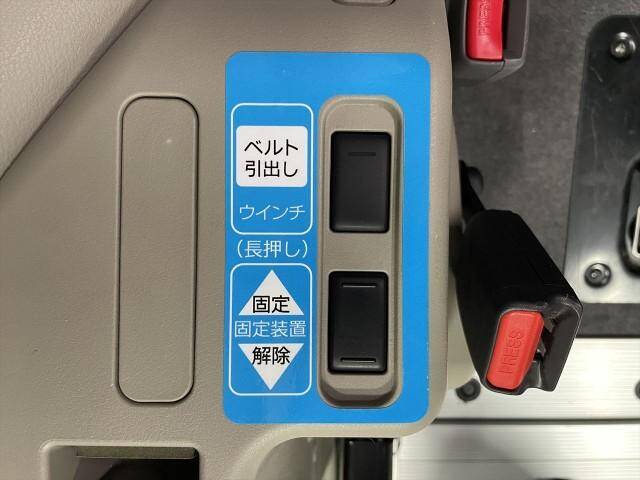 ベルト
引出し
ウインチ
(長押し)
固定
固定装置
解除
PRESS